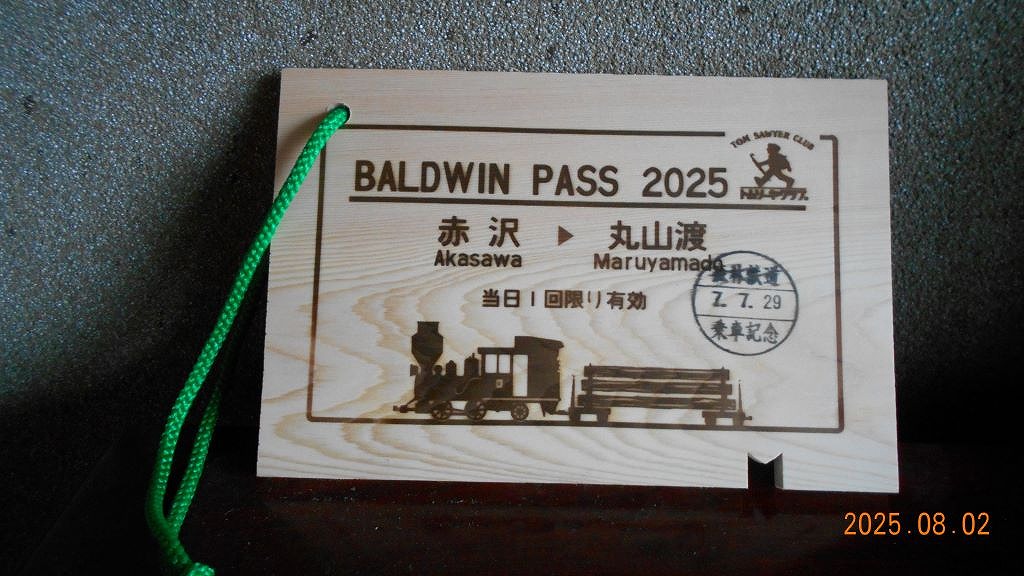 TOM SAWYER CLUB
トムソーヤクラブ
BALDWIN PASS 2025
赤沢 ▶ 丸山渡
Akasawa Maruyamado
当日1回限り有効
森林鉄道
7. 7. 29
乗車記念
2025.08.02